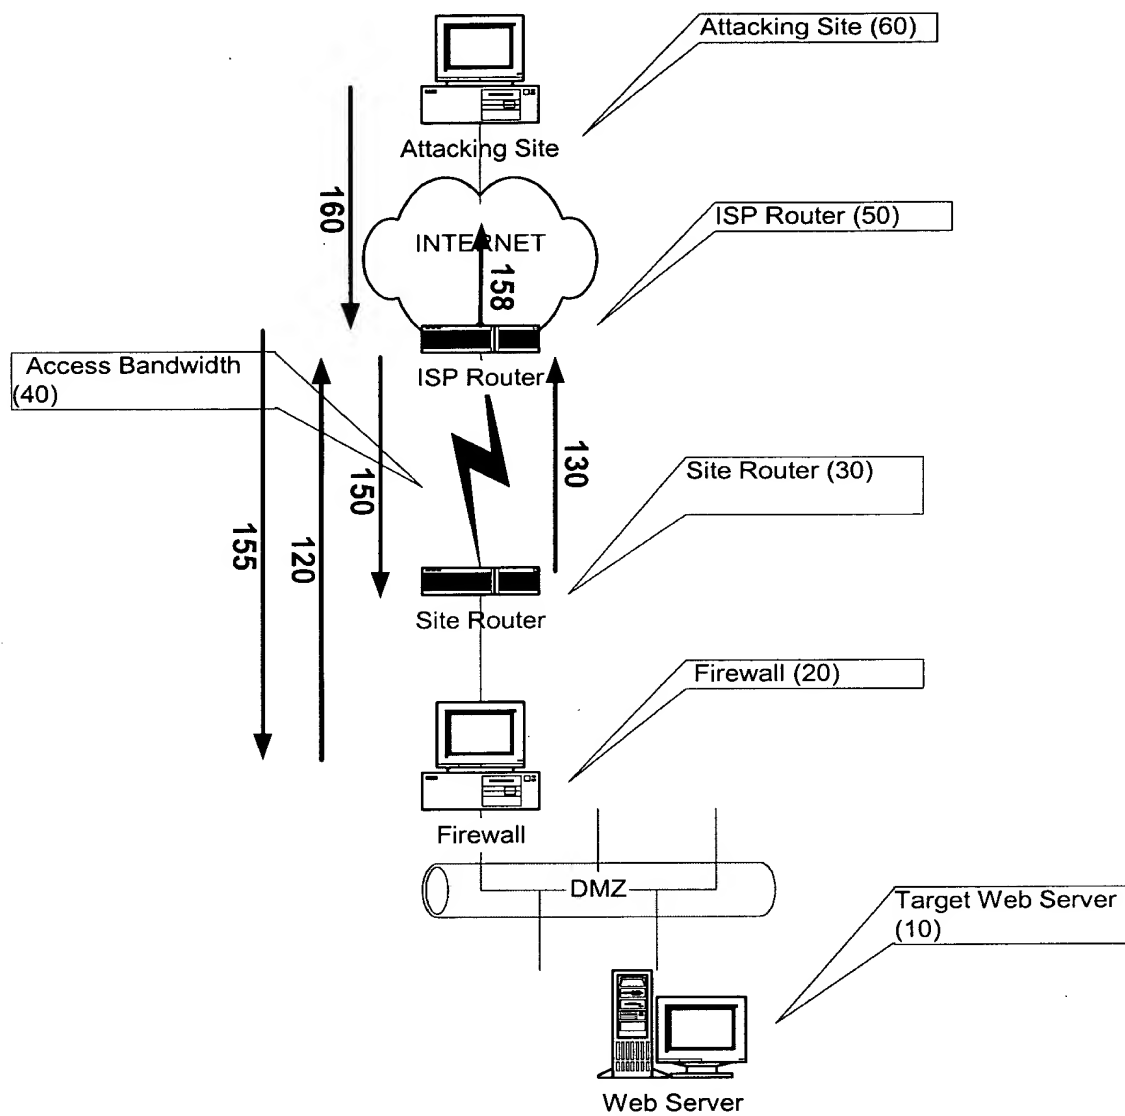 Attacking Site (60)
Attacking Site
160
ISP Router (50)
INTERNET
158
Access Bandwidth
(40)
ISP Router
130
Site Router (30)
150
155
120
Site Router
Firewall (20)
Firewall
DMZ
Target Web Server
(10)
Web Server